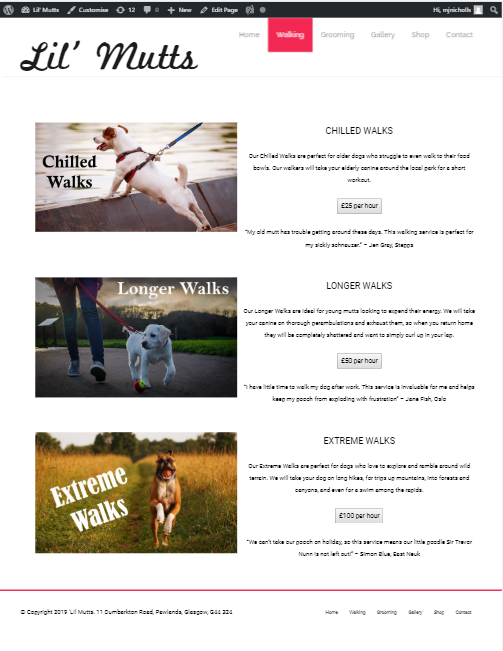 Lil' Mutts Customise 12 0 New Edit Page Hi, mjnicholls
Home Walking Grooming Gallery Shop Contact
Lil' Mutts
Chilled
Walks
CHILLED WALKS
Our Chilled Walks are perfect for older dogs who struggle to even walk to their food
bowls. Our walkers will take your elderly canine around the local park for a short
workout.
£25 per hour
"My old mutt has trouble getting around these days. This walking service is perfect for
my sickly schnauzer." – Jen Grey, Stepps
Longer Walks
LONGER WALKS
Our Longer Walks are ideal for young mutts looking to expend their energy. We will take
your canine on thorough perambulations and exhaust them, so when you return home
they will be completely shattered and want to simply curl up in your lap.
£50 per hour
"I have little time to walk my dog after work. This service is invaluable for me and helps
keep my pooch from exploding with frustration" – Jane Fish, Oslo
Extreme
Walks
EXTREME WALKS
Our Extreme Walks are perfect for dogs who love to explore and ramble around wild
terrain. We will take your dog on long hikes, for trips up mountains, into forests and
canyons, and even for a swim among the rapids.
£100 per hour
"We can't take our pooch on holiday, so this service means our little poodle Sir Trevor
Nunn is not left out!" – Simon Blue, East Neuk
© Copyright 2019 'Lil Mutts. 11 Dumbarkton Road, Pawlands, Glasgow, G44 224 Home Walking Grooming Gallery Shop Contact